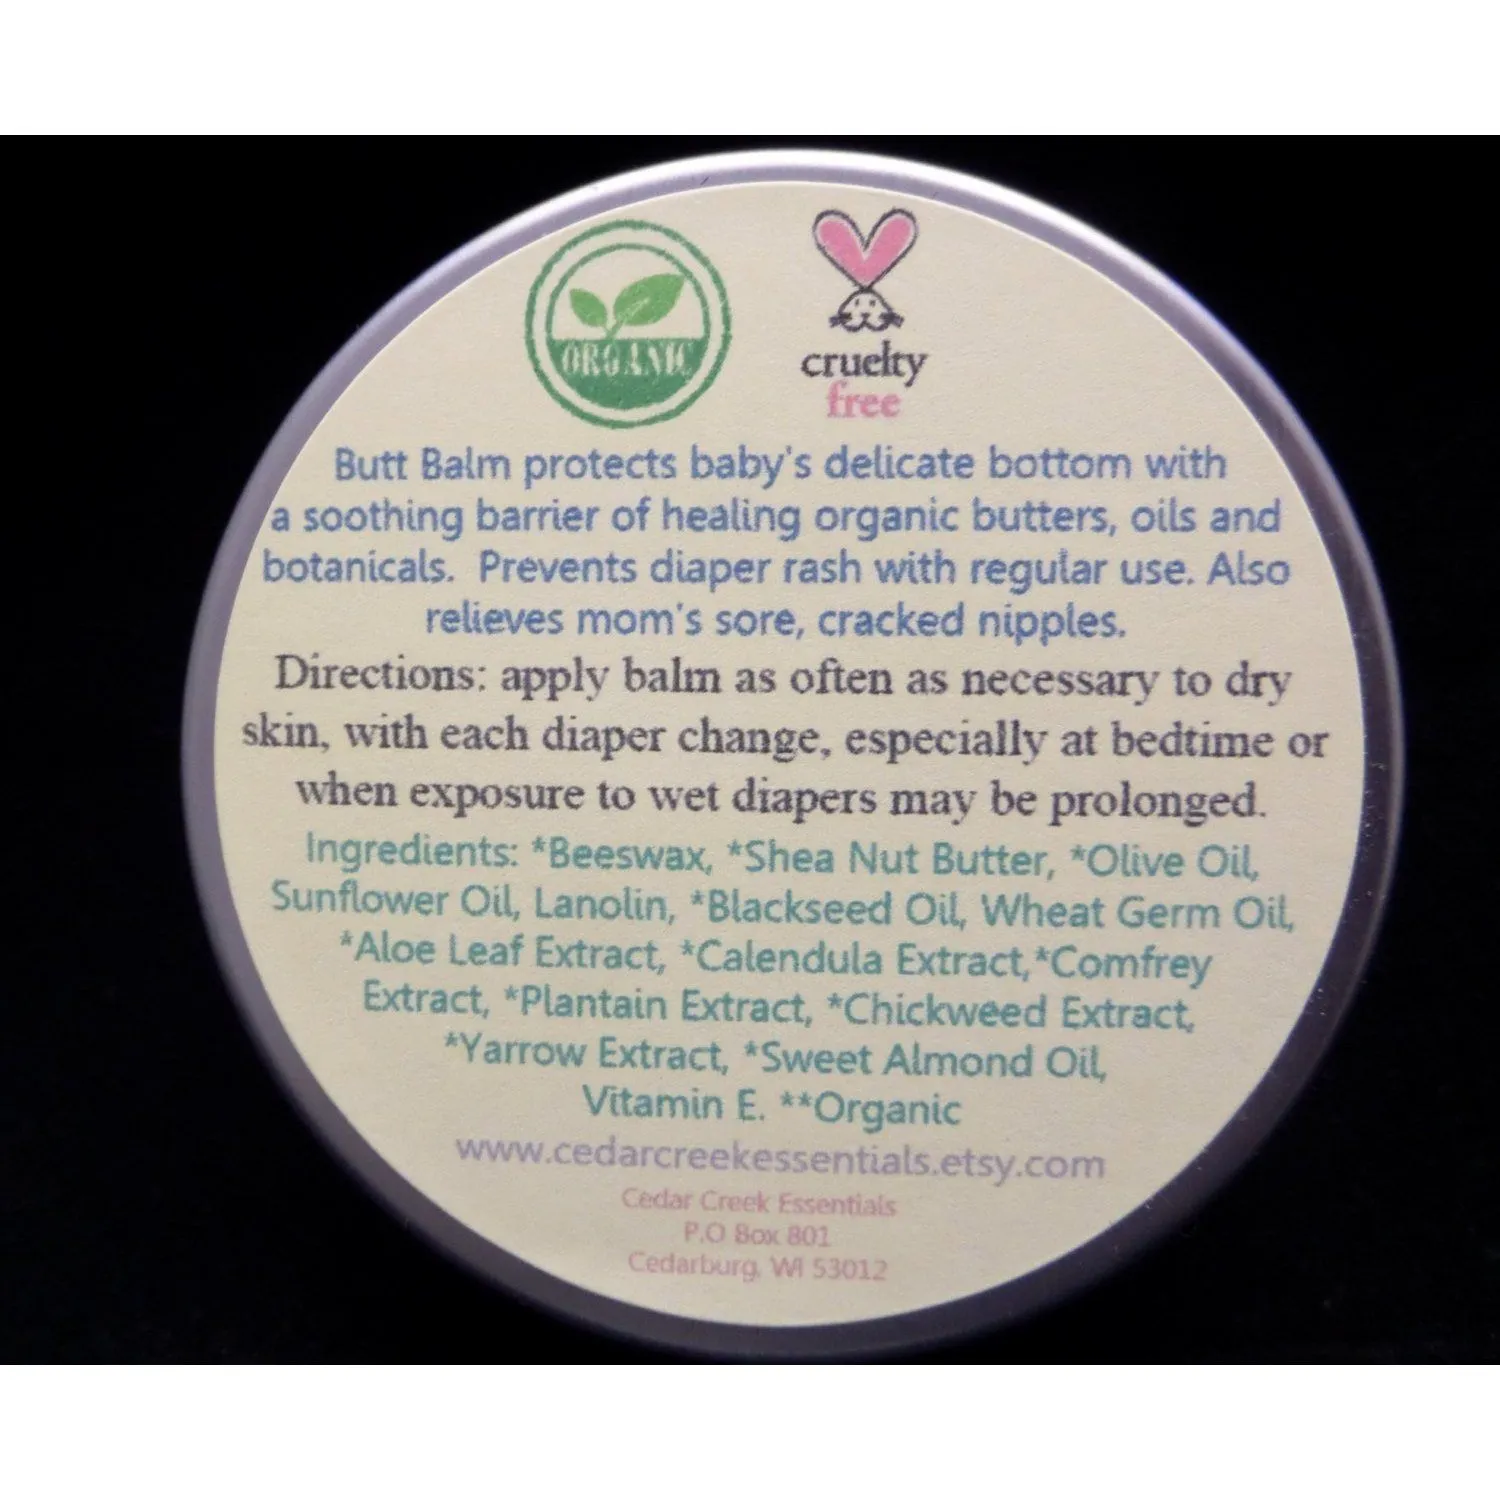 ORGANIC
cruelty
free
Butt Balm protects baby's delicate bottom with
a soothing barrier of healing organic butters, oils and
botanicals. Prevents diaper rash with regular use. Also
relieves mom's sore, cracked nipples.
Directions: apply balm as often as necessary to dry
skin, with each diaper change, especially at bedtime or
when exposure to wet diapers may be prolonged.
Ingredients: *Beeswax, *Shea Nut Butter, *Olive Oil,
Sunflower Oil, Lanolin, *Blackseed Oil, Wheat Germ Oil,
*Aloe Leaf Extract, *Calendula Extract,*Comfrey
Extract, *Plantain Extract, *Chickweed Extract,
*Yarrow Extract, *Sweet Almond Oil,
Vitamin E. **Organic
www.cedarcreekessentials.etsy.com
Cedar Creek Essentials
P.O Box 801
Cedarburg, WI 53012